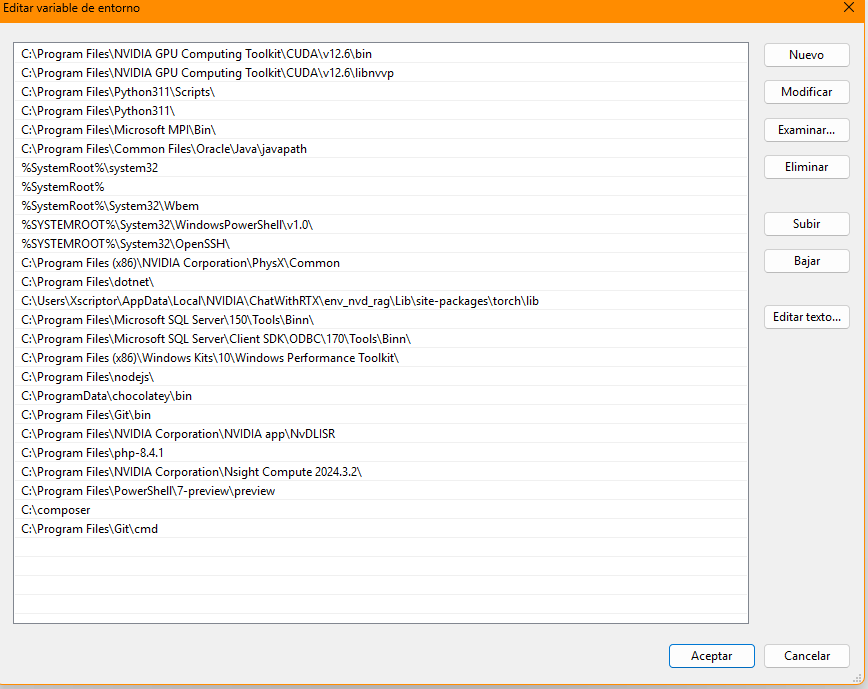 Editar variable de entorno
C:\Program Files\NVIDIA GPU Computing Toolkit\CUDA\v12.6\bin
C:\Program Files\NVIDIA GPU Computing Toolkit\CUDA\v12.6\libnvvp
C:\Program Files\Python311\Scripts\
C:\Program Files\Python311\
C:\Program Files\Microsoft MPI\Bin\
C:\Program Files\Common Files\Oracle\Java\javapath
%SystemRoot%\system32
%SystemRoot%
%SystemRoot%\System32\Wbem
%SYSTEMROOT%\System32\WindowsPowerShell\v1.0\
%SYSTEMROOT%\System32\OpenSSH\
C:\Program Files (x86)\NVIDIA Corporation\PhysX\Common
C:\Program Files\dotnet\
C:\Users\Xscriptor\AppData\Local\NVIDIA\ChatWithRTX\env_nvd_rag\Lib\site-packages\torch\lib
C:\Program Files\Microsoft SQL Server\150\Tools\Binn\
C:\Program Files\Microsoft SQL Server\Client SDK\ODBC\170\Tools\Binn\
C:\Program Files (x86)\Windows Kits\10\Windows Performance Toolkit\
C:\Program Files\nodejs\
C:\ProgramData\chocolatey\bin
C:\Program Files\Git\bin
C:\Program Files\NVIDIA Corporation\NVIDIA app\NvDLISR
C:\Program Files\php-8.4.1
C:\Program Files\NVIDIA Corporation\Nsight Compute 2024.3.2\
C:\Program Files\PowerShell\7-preview\preview
C:\composer
C:\Program Files\Git\cmd
Nuevo
Modificar
Examinar...
Eliminar
Subir
Bajar
Editar texto...
Aceptar
Cancelar